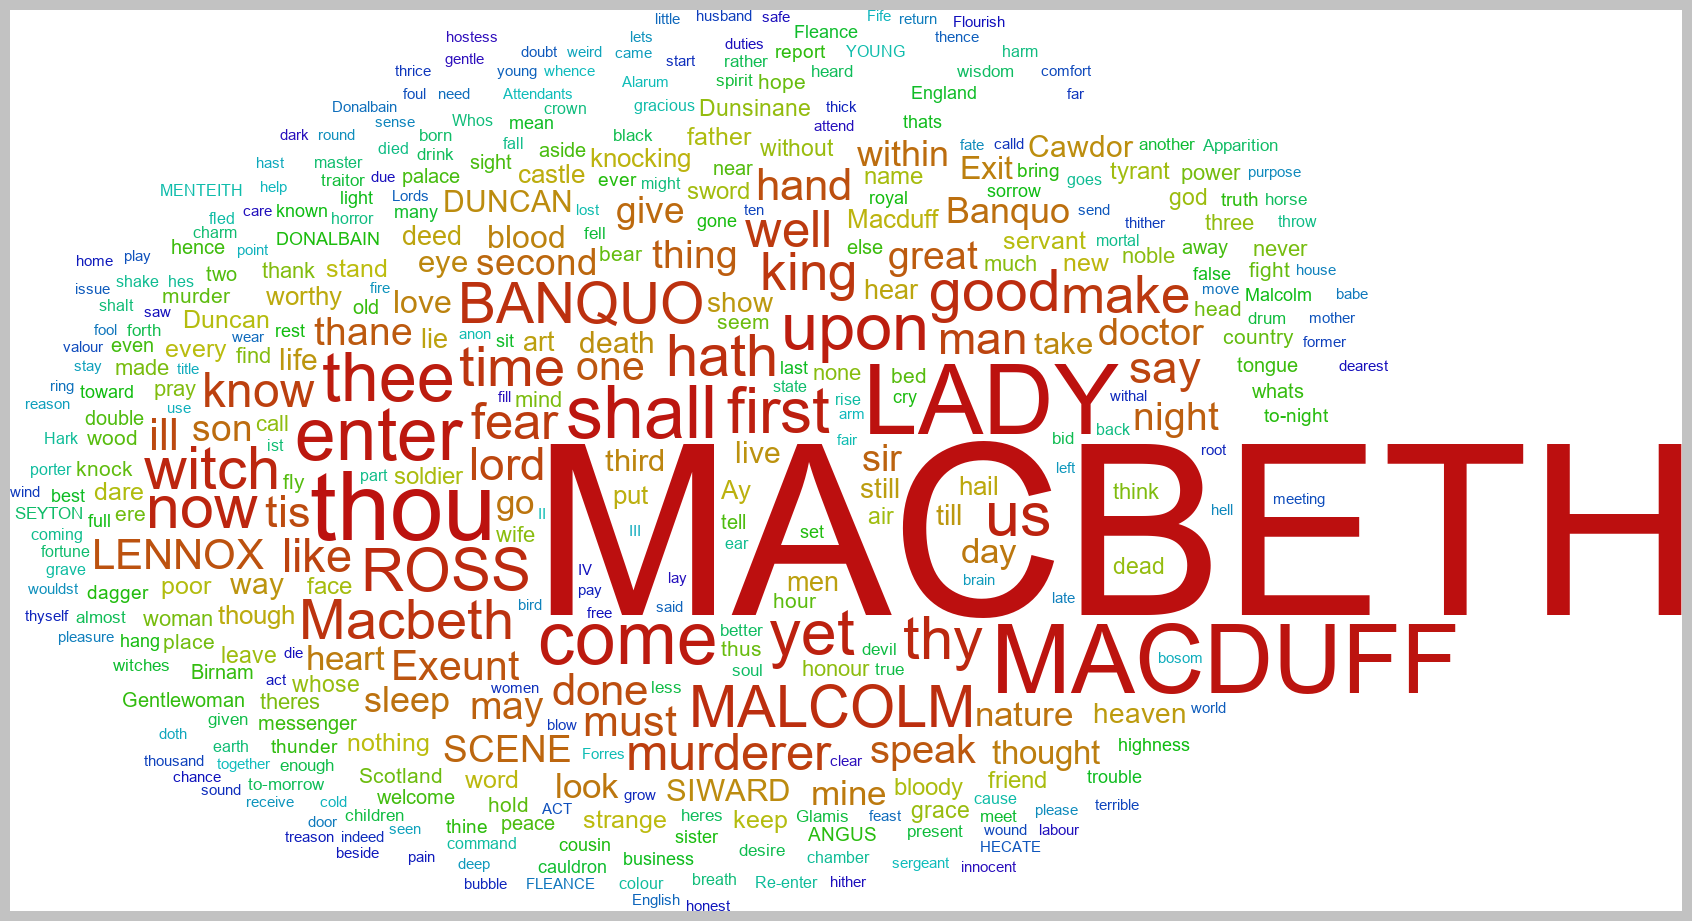 little husband safe Fife return Flourish
hostess lets Fleance thence
gentle doubt weird came duties report YOUNG harm
thrice young whence start rather heard wisdom comfort
foul need Attendants Alarum spirit hope England far
Donalbain crown gracious Dunsinane thick
sense Whos mean attend thats
dark round born fall black father without within fate calld Cawdor another Apparition
hast master died drink sight aside knocking near hand name Exit bring tyrant power purpose
traitor due palace castle ever might sword goes
MENTEITH help light Lords DUNCAN lost give ten royal sorrow god truth horse
care known horror many gone well Macduff Banquo send thither three throw
fled charm DONALBAIN deed blood fell
hence point eye second bear thing king else great servant mortal away never
home play thank stand much new noble
issue shake hes two fire false fight house
shalt murder worthy old love BANQUO show hear good make move Malcolm babe
saw Duncan seem head drum mother
fool forth rest thane lie anon sit art death upon man take doctor country former
valour even wear every find life time one hath last none bed say tongue dearest
stay made title
ring toward pray know thee fill mind state cry LADY withal whats
reason use shall first rise arm night to-night
double call enter fear fair back
Hark wood ill son ist bid root
porter knock witch fly part soldier lord third live sir left
wind best dare now tis thou go put Ay still hail think meeting
SEYTON full ere II tell air till us hell
coming wife III set MACBETH
fortune LENNOX like ROSS ear day
grave IV lay brain dead
wouldst dagger poor way face pay men
thyself almost woman though Macbeth bird free said hour late
pleasure hang place come better yet thy MACDUFF
witches Birnam leave die heart Exeunt thus devil bosom
act whose women soul honour true
Gentlewoman theres sleep may done less MALCOLM nature heaven world
given messenger blow must
doth earth thunder nothing SCENE Forres murderer clear speak thought highness
thousand together enough
chance to-morrow Scotland word look grow SIWARD mine bloody friend trouble
sound welcome
receive cold hold ACT cause please terrible
door children thine peace strange heres keep Glamis feast grace meet
treason indeed seen command cousin sister ANGUS present wound labour
beside pain business desire chamber HECATE
deep cauldron sergeant innocent
bubble FLEANCE colour breath Re-enter hither
English honest